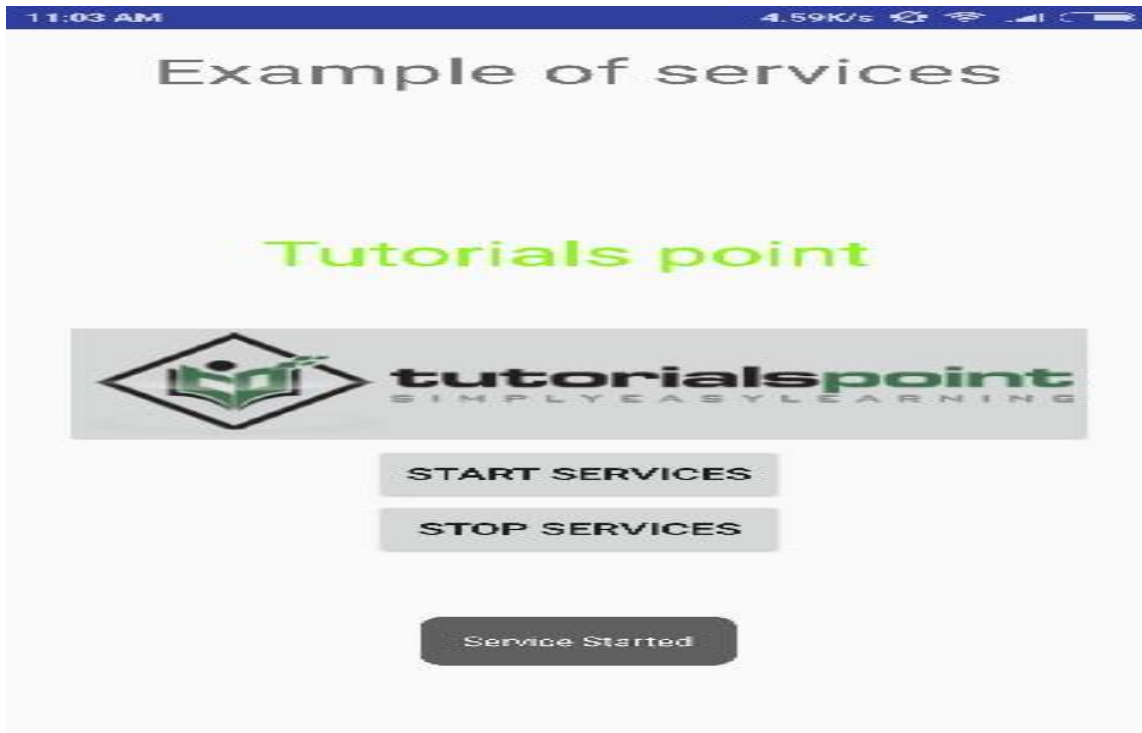 11:03 AM 4.59K/s
Example of services
Tutorials point
tutorialspoint
SIMPLYEASYLEARNING
START SERVICES
STOP SERVICES
Service Started